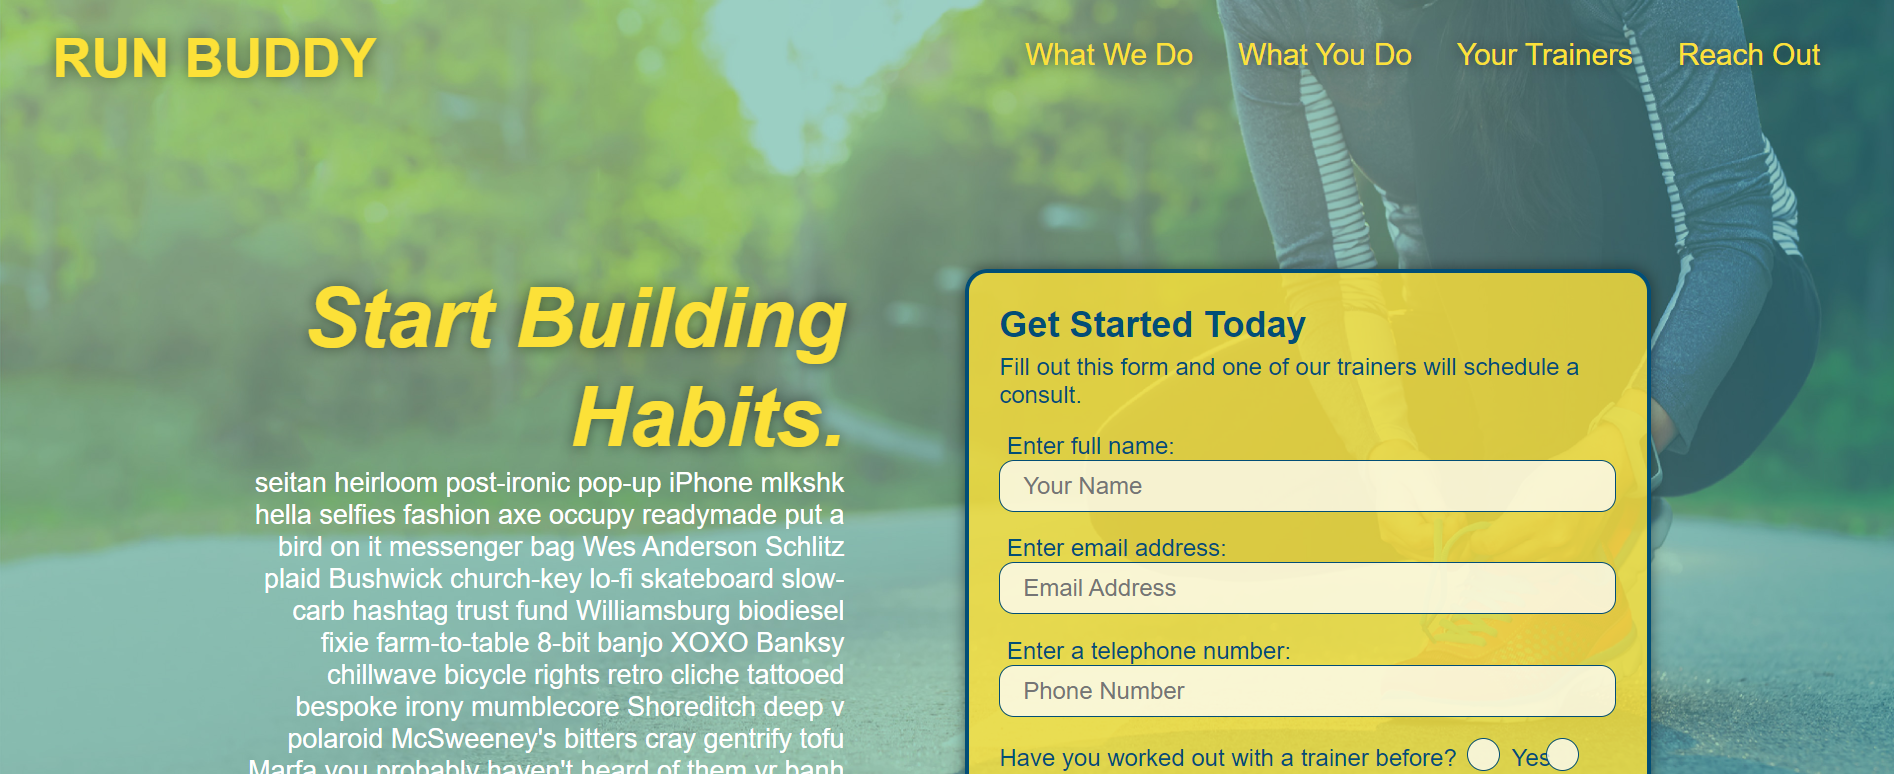 RUN BUDDY
What We Do
What You Do
Your Trainers
Reach Out
Start Building
Habits.
seitan heirloom post-ironic pop-up iPhone mlkshk
hella selfies fashion axe occupy readymade put a
bird on it messenger bag Wes Anderson Schlitz
plaid Bushwick church-key lo-fi skateboard slow-
carb hashtag trust fund Williamsburg biodiesel
fixie farm-to-table 8-bit banjo XOXO Banksy
chillwave bicycle rights retro cliche tattooed
bespoke irony mumblecore Shoreditch deep v
polaroid McSweeney's bitters cray gentrify tofu
Marfa you probably haven't heard of them yr banh
Get Started Today
Fill out this form and one of our trainers will schedule a
consult.
Enter full name:
Your Name
Enter email address:
Email Address
Enter a telephone number:
Phone Number
Have you worked out with a trainer before? Yes